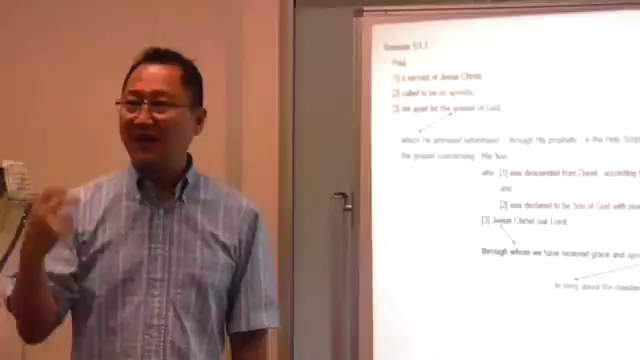 Romans 1:1-7
Paul,
[1] a servant of Jesus Christ
[2] called to be an apostle,
[3] set apart for the gospel of God,
which He promised beforehand through His prophets in the Holy
the gospel concerning His Son,
who [1] was descended from David according
and
[2] was declared to be Son of God with
[3] Jesus Christ our Lord,
through whom we have received grace and
to bring about the